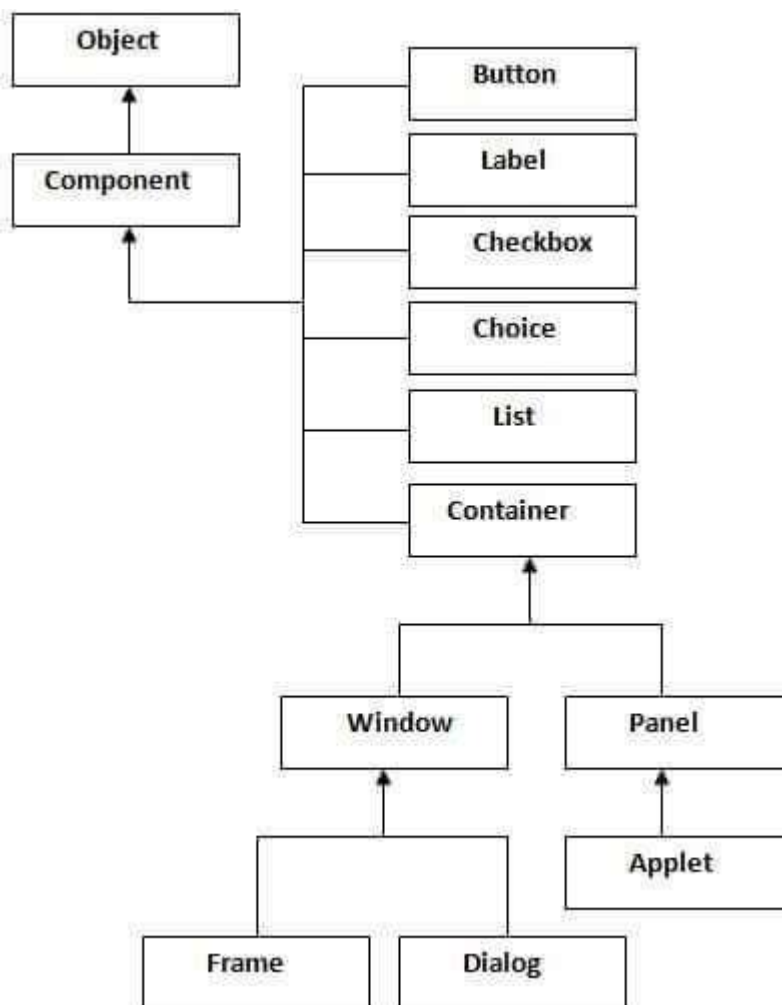 Object
Component
Button
Label
Checkbox
Choice
List
Container
Window
Panel
Applet
Frame
Dialog